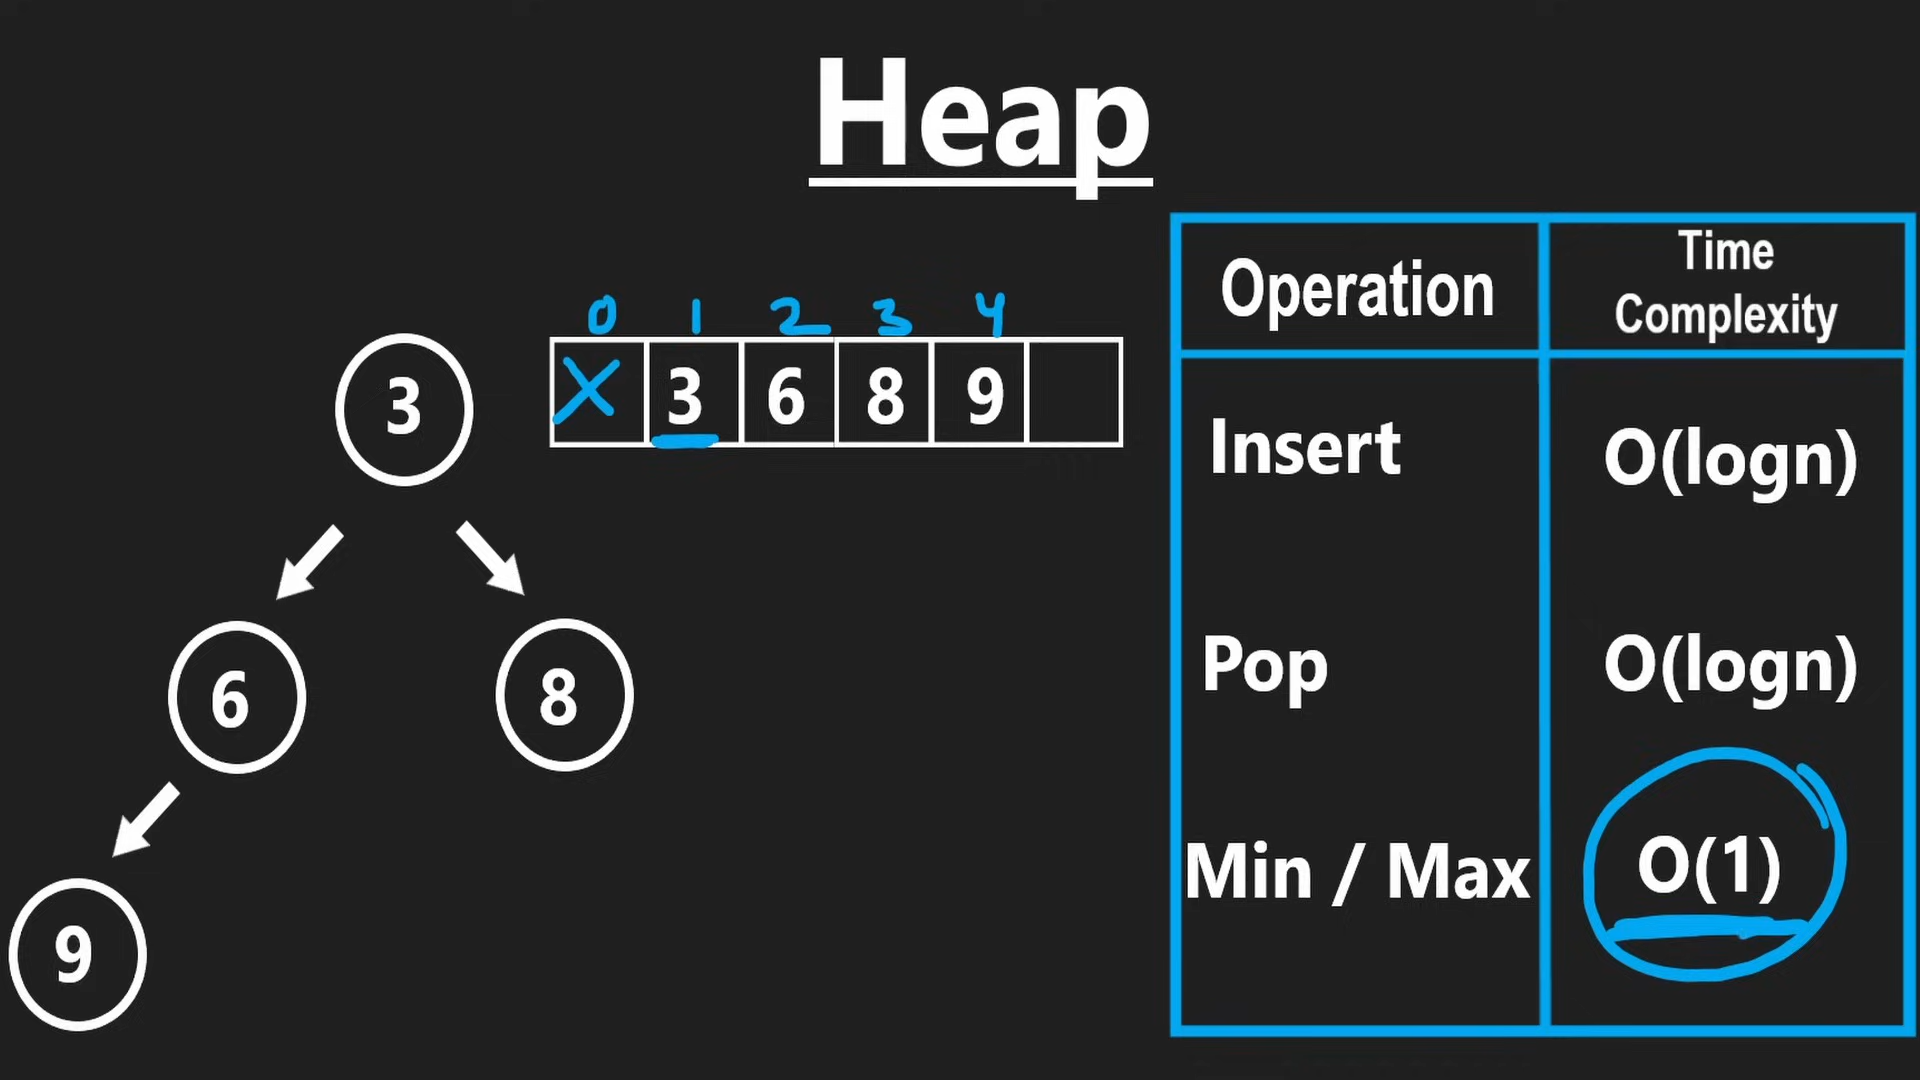 Heap
0 1 2 3 4
X 3 6 8 9
3
6 8
9
Operation Time Complexity
Insert O(logn)
Pop O(logn)
Min / Max O(1)